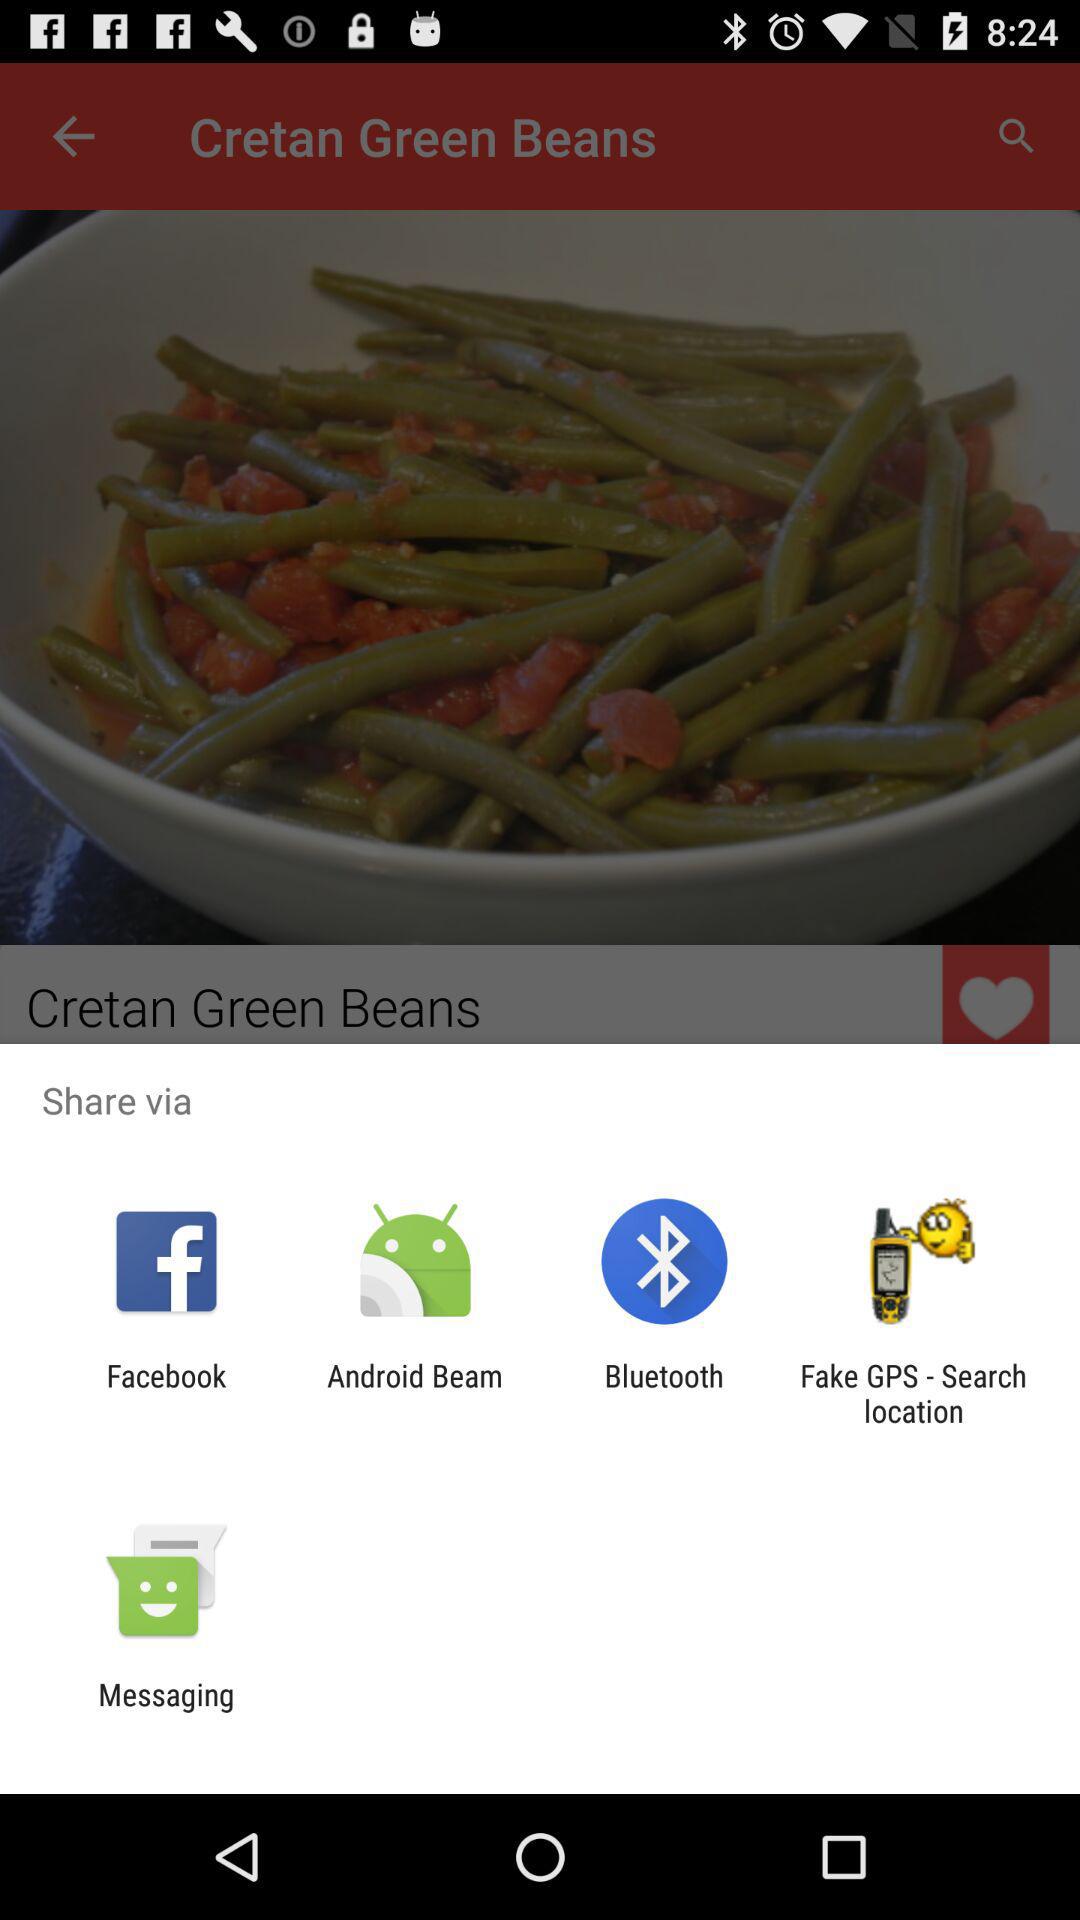 8:24
Cretan Green Beans
Cretan Green Beans
Share via
Facebook
Android Beam
Bluetooth
Fake GPS - Search
location
Messaging